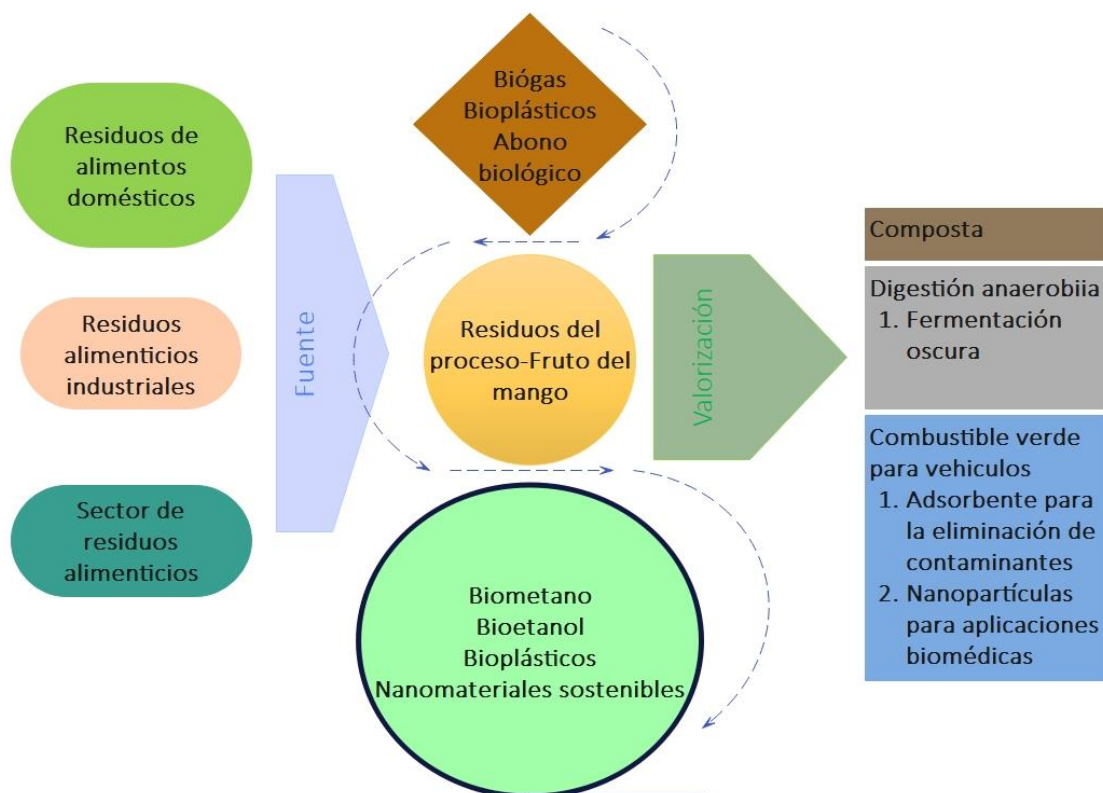 Residuos de
alimentos
domésticos
Residuos
alimenticios
industriales
Sector de
residuos
alimenticios
Fuente
Biógas
Bioplásticos
Abono
biológico
Residuos del
proceso-Fruto del
mango
Biometano
Bioetanol
Bioplásticos
Nanomateriales sostenibles
Valorización
Composta
Digestión anaerobiia
1. Fermentación
oscura
Combustible verde
para vehiculos
1. Adsorbente para
la eliminación de
contaminantes
2. Nanopartículas
para aplicaciones
biomédicas